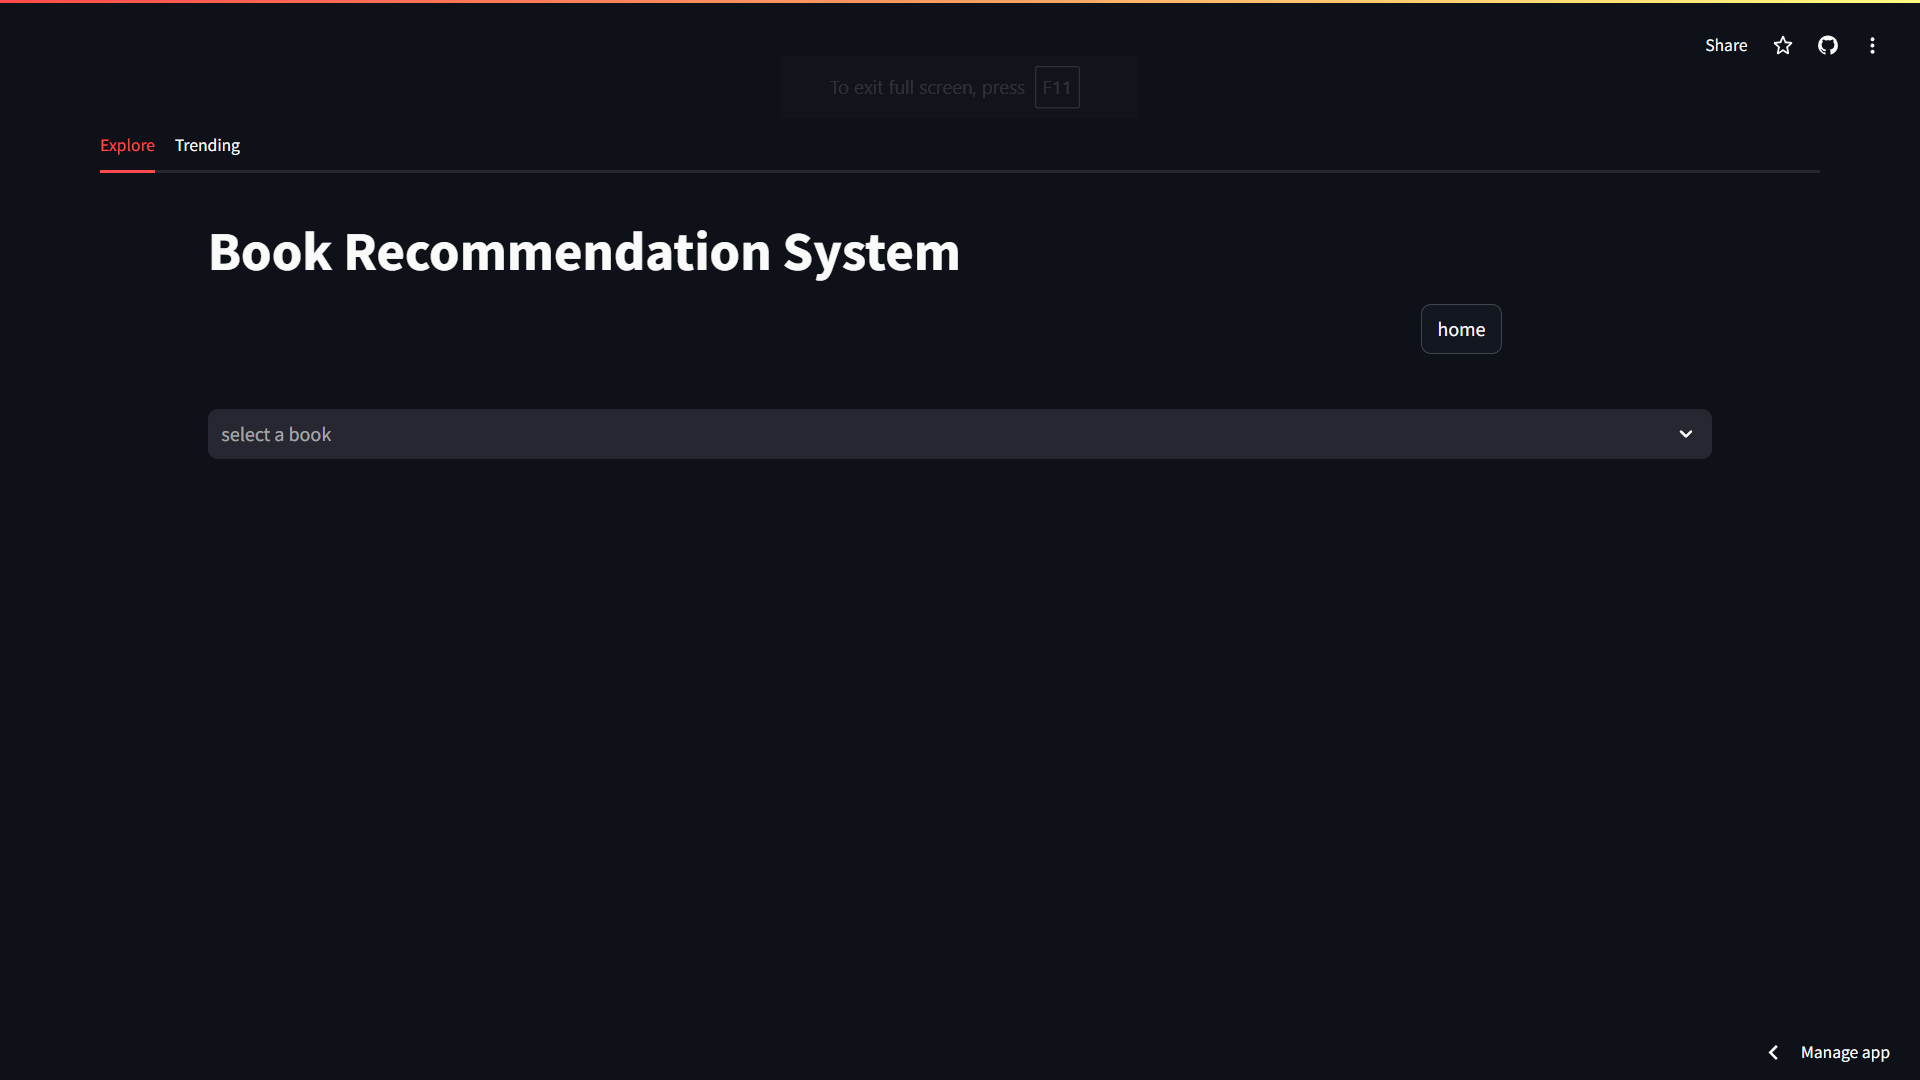 Share
To exit full screen, press F11
Explore Trending
Book Recommendation System
home
select a book
Manage app